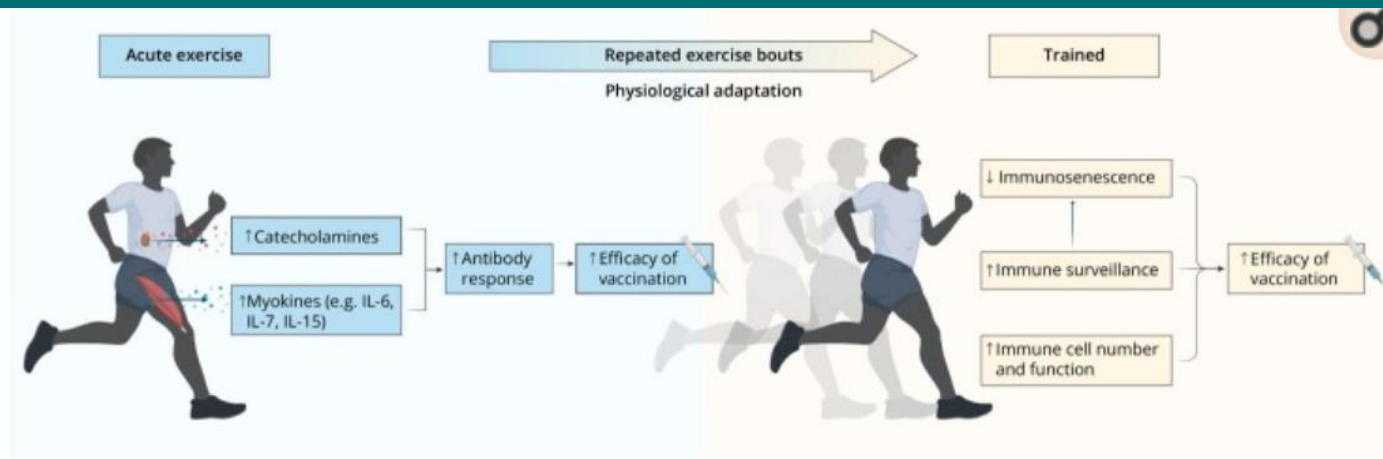 Acute exercise
Repeated exercise bouts
Physiological adaptation
Trained
↑Catecholamines
↑Myokines (e.g. IL-6,
IL-7, IL-15)
↑Antibody
response
↑Efficacy of
vaccination
↓ Immunosenescence
↑Immune surveillance
↑Immune cell number
and function
↑Efficacy of
vaccination